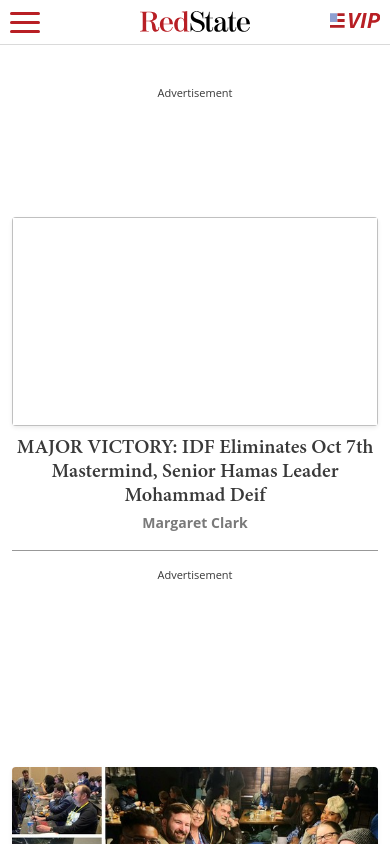 RedState
VIP
Advertisement
MAJOR VICTORY: IDF Eliminates Oct 7th
Mastermind, Senior Hamas Leader
Mohammad Deif
Margaret Clark
Advertisement